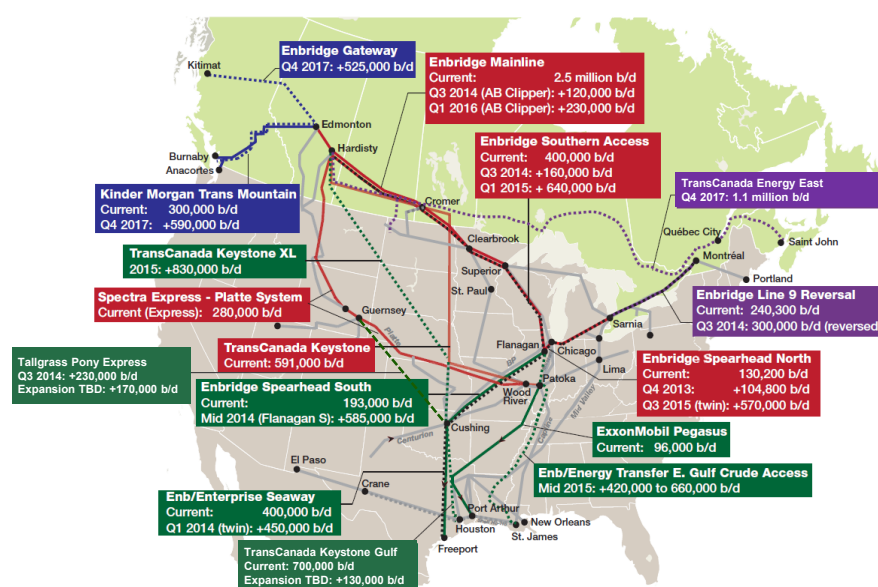 Enbridge Gateway
Q4 2017: +525,000 b/d
Kitimat
Enbridge Mainline
Current: 2.5 million b/d
Q3 2014 (AB Clipper): +120,000 b/d
Q1 2016 (AB Clipper): +230,000 b/d
Edmonton
Hardisty
Burnaby
Anacortes
Enbridge Southern Access
Current: 400,000 b/d
Q3 2014: +160,000 b/d
Q1 2015: + 640,000 b/d
Kinder Morgan Trans Mountain
Current: 300,000 b/d
Q4 2017: +590,000 b/d
Cromer
TransCanada Energy East
Q4 2017: 1.1 million b/d
Québec City
Saint John
Clearbrook
Montréal
TransCanada Keystone XL
2015: +830,000 b/d
Superior
Portland
St. Paul
Spectra Express - Platte System
Current (Express): 280,000 b/d
Guernsey
Enbridge Line 9 Reversal
Current: 240,300 b/d
Q3 2014: 300,000 b/d (reversed
Sarnia
Platte
TransCanada Keystone
Current: 591,000 b/d
Flanagan
Chicago
BP
Lima
Tallgrass Pony Express
Q3 2014: +230,000 b/d
Expansion TBD: +170,000 b/d
Enbridge Spearhead North
Current: 130,200 b/d
Q4 2013: +104,800 b/d
Q3 2015 (twin): +570,000 b/d
Enbridge Spearhead South
Current: 193,000 b/d
Mid 2014 (Flanagan S): +585,000 b/d
Wood
River
Patoka
Mid Valley
Cushing
Centurion
Capline
ExxonMobil Pegasus
Current: 96,000 b/d
El Paso
Crane
Enb/Energy Transfer E. Gulf Crude Access
Mid 2015: +420,000 to 660,000 b/d
Enb/Enterprise Seaway
Current: 400,000 b/d
Q1 2014 (twin): +450,000 b/d
Port Arthur
Houston
New Orleans
St. James
Freeport
TransCanada Keystone Gulf
Current: 700,000 b/d
Expansion TBD: +130,000 b/d